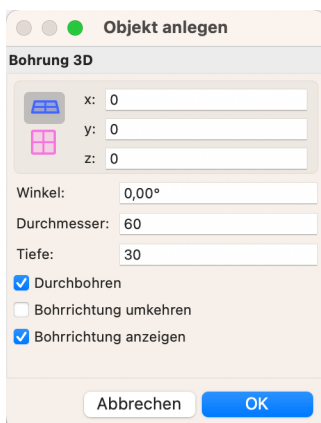 Objekt anlegen
Bohrung 3D
x: 0
y: 0
z: 0
Winkel: 0,00°
Durchmesser: 60
Tiefe: 30
Durchbohren
Bohrrichtung umkehren
Bohrrichtung anzeigen
Abbrechen OK